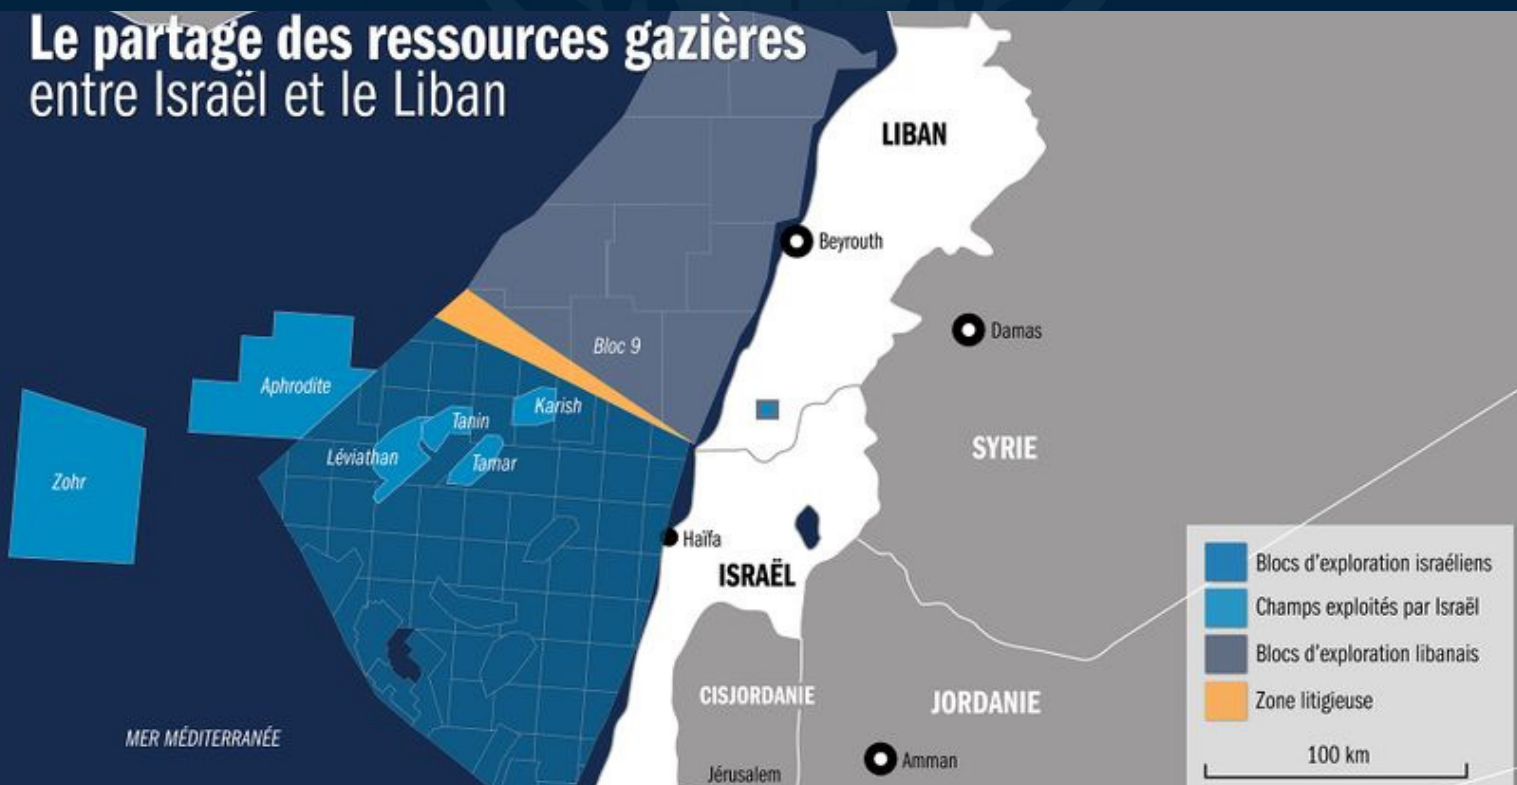 Le partage des ressources gazières
entre Israël et le Liban
LIBAN
Beyrouth
Damas
Bloc 9
Aphrodite
Karish
Tanin
Léviathan
Tamar
SYRIE
Zohr
Haïfa
ISRAËL
Blocs d'exploration israéliens
Champs exploités par Israël
Blocs d'exploration libanais
Zone litigieuse
100 km
CISJORDANIE
JORDANIE
MER MÉDITERRANÉE
Amman
Jérusalem